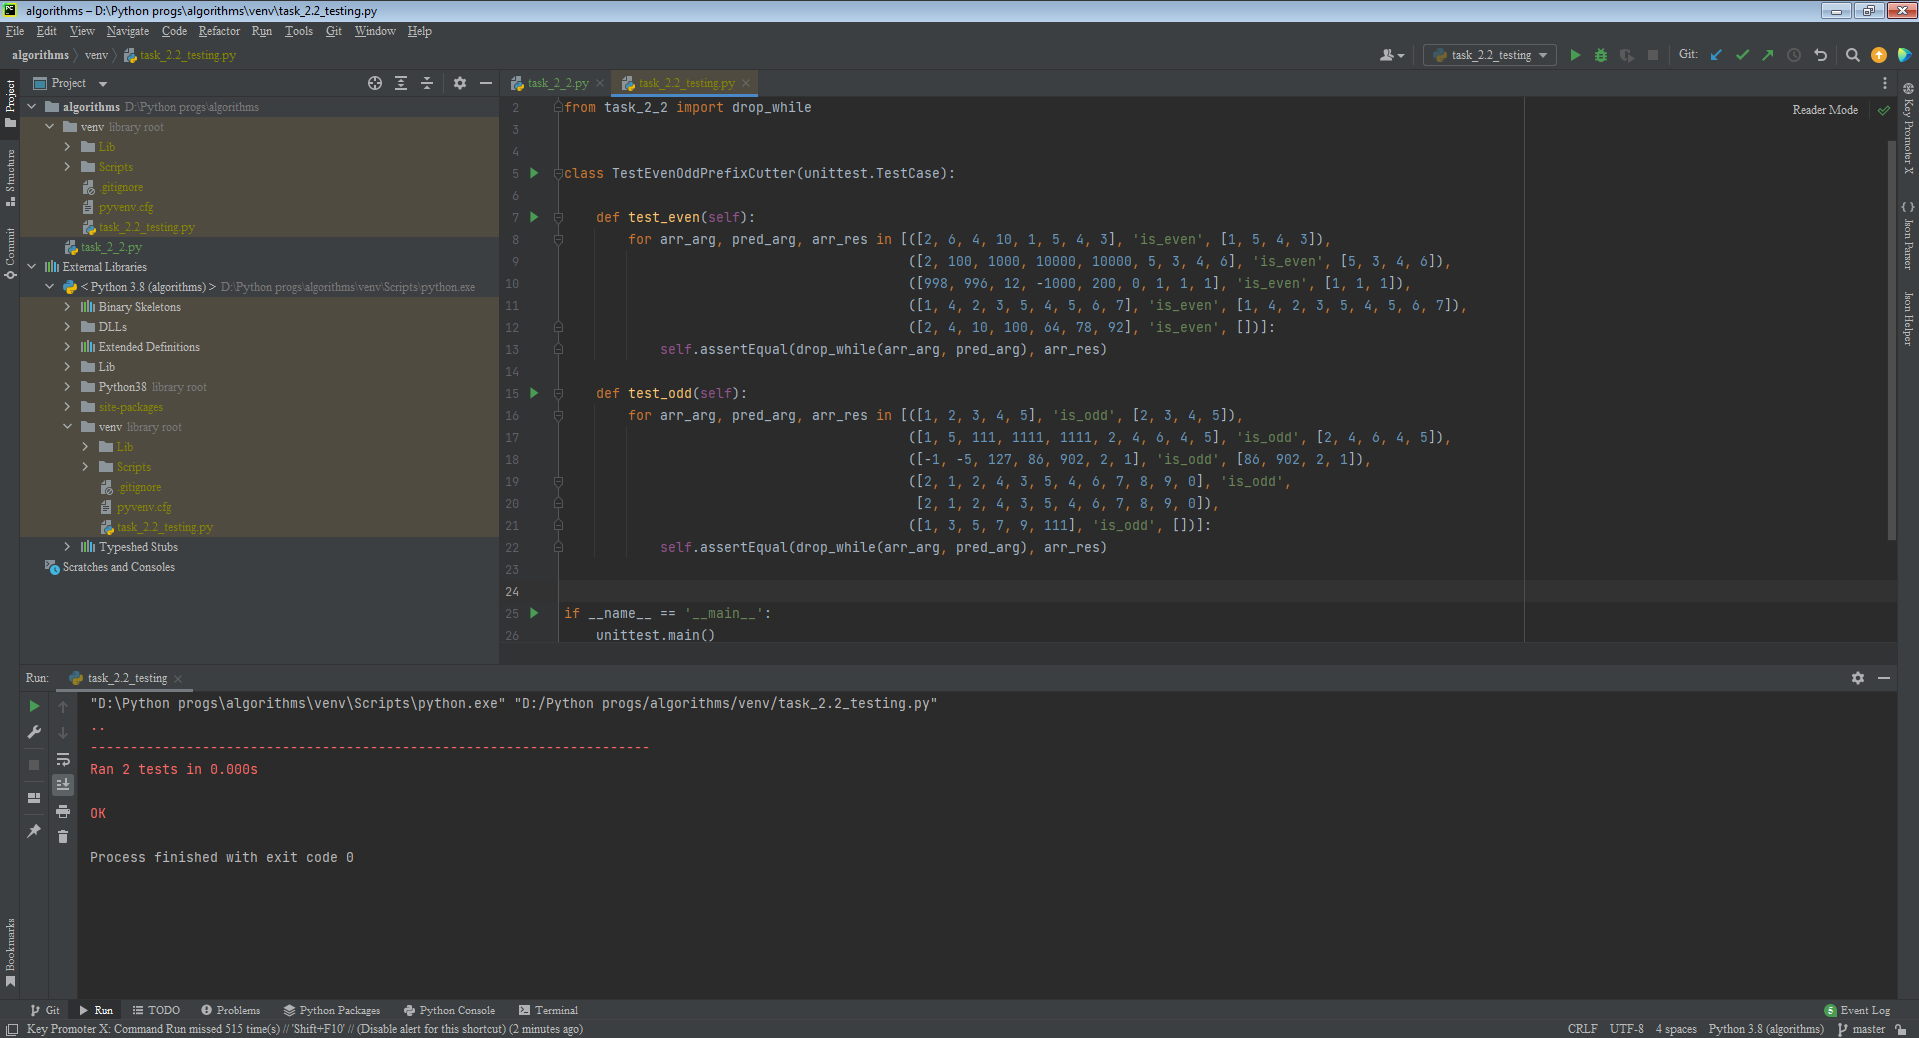 algorithms – D:\Python progs\algorithms\venv\task_2.2_testing.py
File Edit View Navigate Code Refactor Run Tools Git Window Help
algorithms venv task_2.2_testing.py
task_2.2_testing
Git:
Project
task_2_2.py
task_2.2_testing.py
Project
Structure
Commit
Bookmarks
algorithms D:\Python progs\algorithms
venv library root
Lib
Scripts
.gitignore
pyvenv.cfg
task_2.2_testing.py
task_2_2.py
External Libraries
< Python 3.8 (algorithms) > D:\Python progs\algorithms\venv\Scripts\python.exe
Binary Skeletons
DLLs
Extended Definitions
Lib
Python38 library root
site-packages
venv library root
Lib
Scripts
.gitignore
pyvenv.cfg
task_2.2_testing.py
Typeshed Stubs
Scratches and Consoles
Reader Mode
2 from task_2_2 import drop_while
3
4
5 class TestEvenOddPrefixCutter(unittest.TestCase):
6
7 def test_even(self):
8 for arr_arg, pred_arg, arr_res in [([2, 6, 4, 10, 1, 5, 4, 3], 'is_even', [1, 5, 4, 3]),
9 ([2, 100, 1000, 10000, 10000, 5, 3, 4, 6], 'is_even', [5, 3, 4, 6]),
10 ([998, 996, 12, -1000, 200, 0, 1, 1, 1], 'is_even', [1, 1, 1]),
11 ([1, 4, 2, 3, 5, 4, 5, 6, 7], 'is_even', [1, 4, 2, 3, 5, 4, 5, 6, 7]),
12 ([2, 4, 10, 100, 64, 78, 92], 'is_even', [])]:
13 self.assertEqual(drop_while(arr_arg, pred_arg), arr_res)
14
15 def test_odd(self):
16 for arr_arg, pred_arg, arr_res in [([1, 2, 3, 4, 5], 'is_odd', [2, 3, 4, 5]),
17 ([1, 5, 111, 1111, 1111, 2, 4, 6, 4, 5], 'is_odd', [2, 4, 6, 4, 5]),
18 ([-1, -5, 127, 86, 902, 2, 1], 'is_odd', [86, 902, 2, 1]),
19 ([2, 1, 2, 4, 3, 5, 4, 6, 7, 8, 9, 0], 'is_odd',
20 [2, 1, 2, 4, 3, 5, 4, 6, 7, 8, 9, 0]),
21 ([1, 3, 5, 7, 9, 111], 'is_odd', [])]:
22 self.assertEqual(drop_while(arr_arg, pred_arg), arr_res)
23
24
25 if __name__ == '__main__':
26 unittest.main()
Key Promoter X
Json Parser
Json Helper
Run: task_2.2_testing
"D:\Python progs\algorithms\venv\Scripts\python.exe" "D:/Python progs/algorithms/venv/task_2.2_testing.py"
..
----------------------------------------------------------------------
Ran 2 tests in 0.000s
OK
Process finished with exit code 0
Git Run TODO Problems Python Packages Python Console Terminal
5 Event Log
Key Promoter X: Command Run missed 515 time(s) // 'Shift+F10' // (Disable alert for this shortcut) (2 minutes ago)
CRLF UTF-8 4 spaces Python 3.8 (algorithms) master